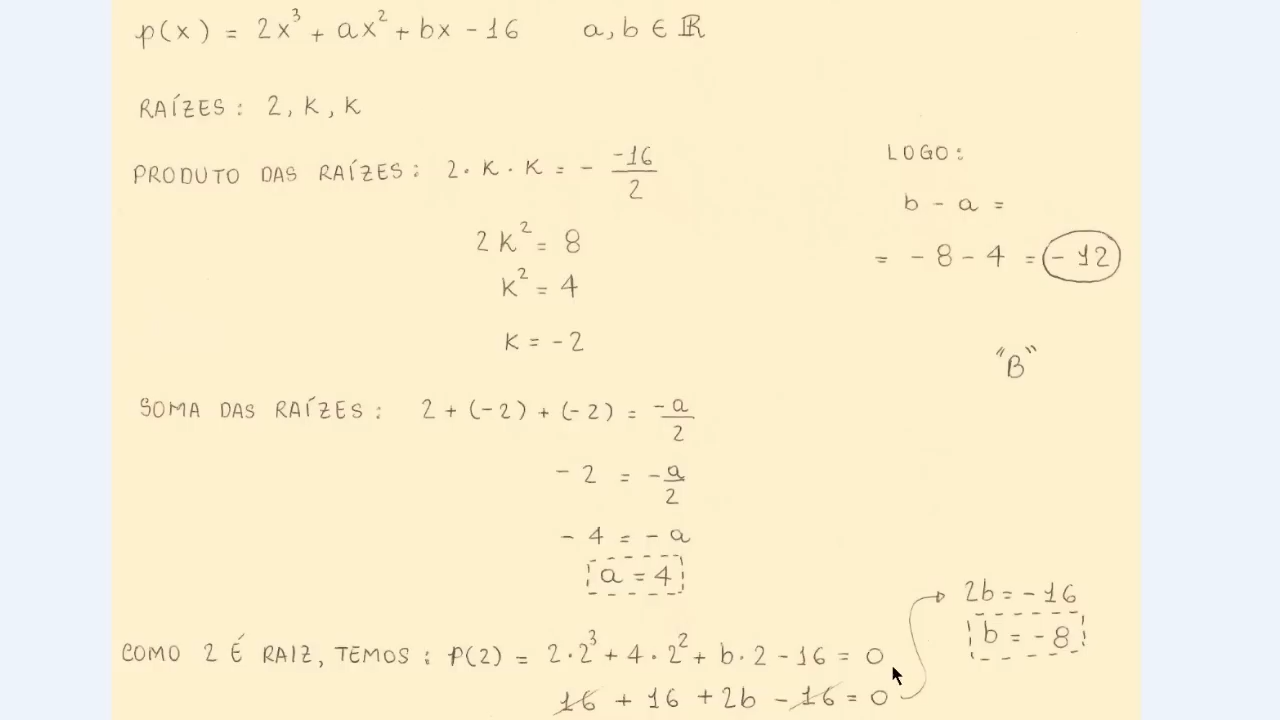 p(x) = 2x³ + ax² + bx - 16 a, b ∈ ℝ
RAÍZES : 2, K, K
PRODUTO DAS RAÍZES : 2 · K · K = - -16/2
2K² = 8
K² = 4
K = -2
SOMA DAS RAÍZES : 2 + (-2) + (-2) = -a/2
-2 = -a/2
-4 = -a
a = 4
COMO 2 É RAIZ, TEMOS : P(2) = 2·2³ + 4·2² + b·2 - 16 = 0
16 + 16 + 2b - 16 = 0
2b = -16
b = -8
LOGO :
b - a =
= -8 - 4 = -12
"B"